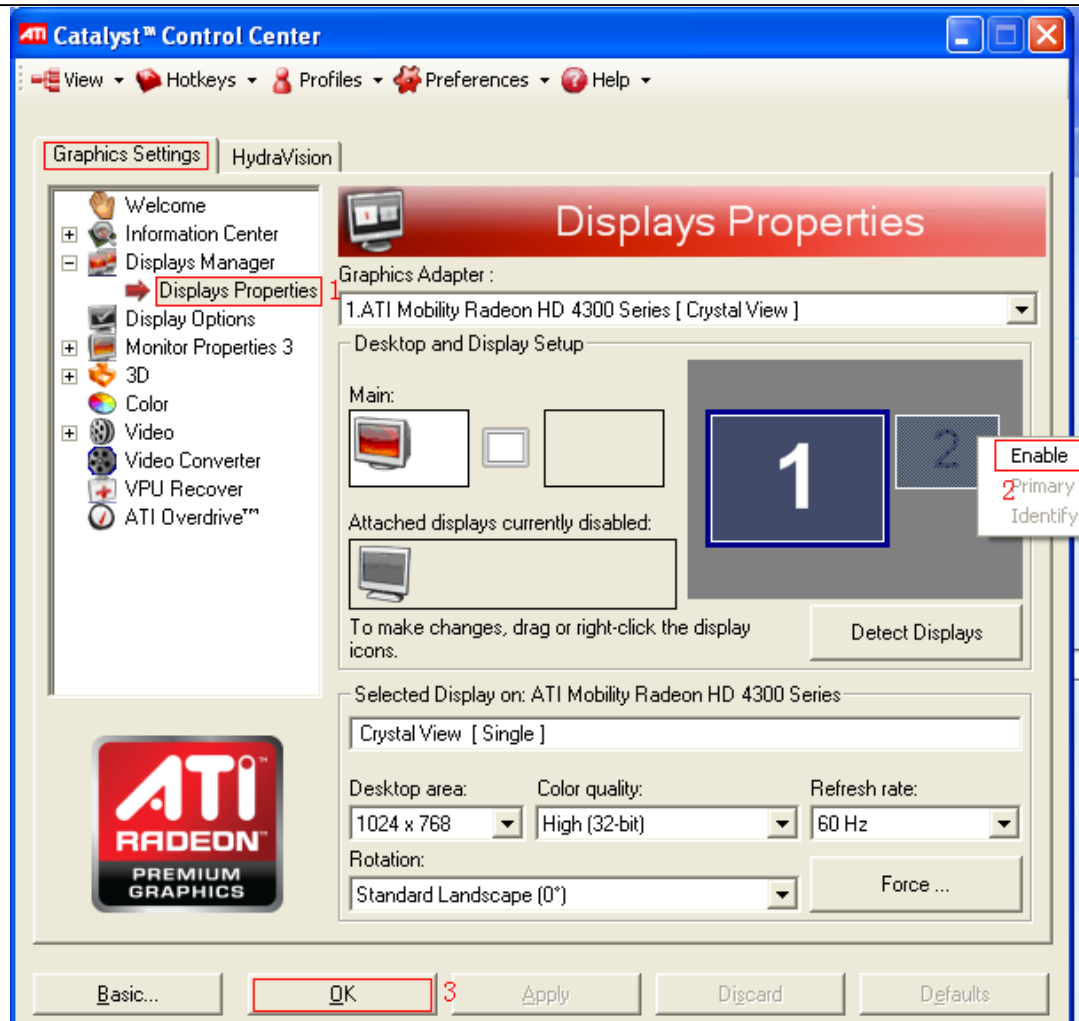 ATI Catalyst™ Control Center
View Hotkeys Profiles Preferences Help
Graphics Settings HydraVision
Welcome
Information Center
Displays Manager
Displays Properties 1
Display Options
Monitor Properties 3
3D
Color
Video
Video Converter
VPU Recover
ATI Overdrive™
Displays Properties
Graphics Adapter :
1.ATI Mobility Radeon HD 4300 Series [ Crystal View ]
Desktop and Display Setup
Main:
1 2
Enable
2 Primary
Identify
Attached displays currently disabled:
To make changes, drag or right-click the display
icons.
Detect Displays
Selected Display on: ATI Mobility Radeon HD 4300 Series
Crystal View [ Single ]
Desktop area: Color quality: Refresh rate:
1024 x 768 High (32-bit) 60 Hz
Rotation:
Standard Landscape (0°) Force ...
ATI™
RADEON™
PREMIUM
GRAPHICS
Basic... OK 3 Apply Discard Defaults